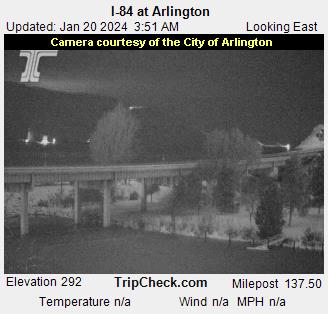 I-84 at Arlington
Updated: Jan 20 2024 3:51 AM Looking East
Camera courtesy of the City of Arlington
Elevation 292 TripCheck.com Milepost 137.50
Temperature n/a Wind n/a MPH n/a